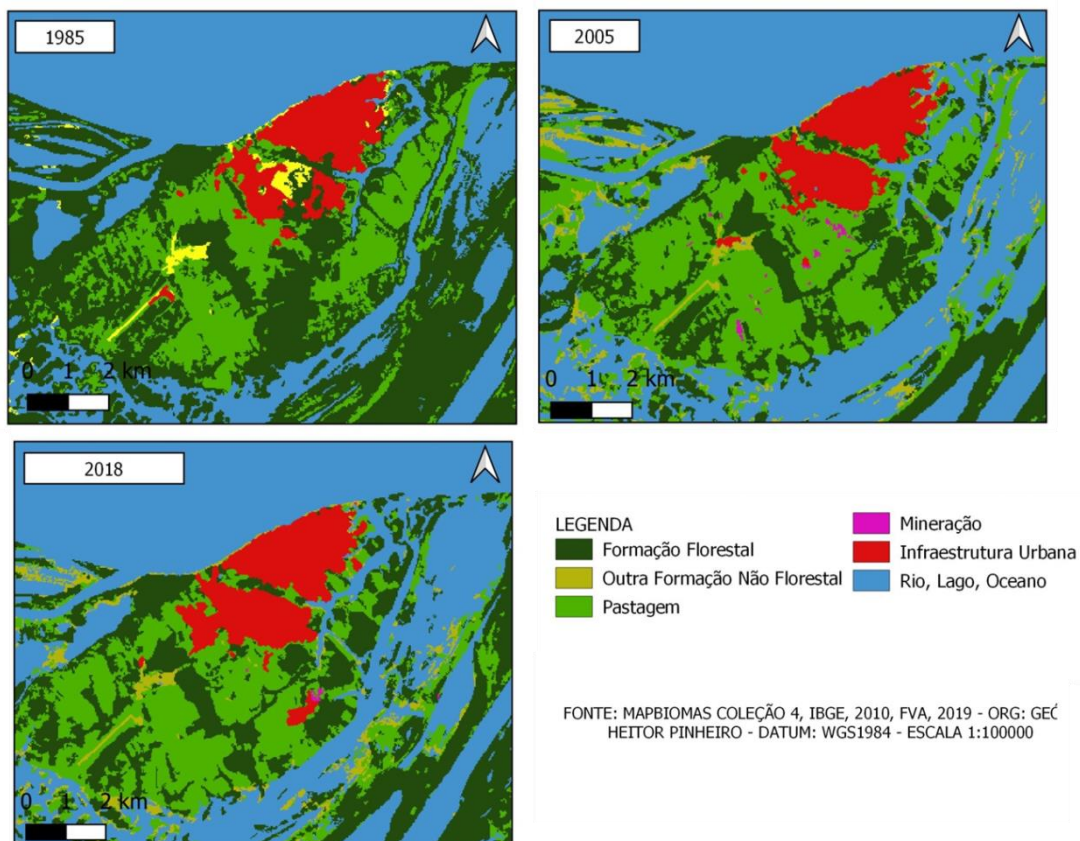 1985
0 1 2 km
2005
0 1 2 km
2018
0 1 2 km
LEGENDA
Formação Florestal
Outra Formação Não Florestal
Pastagem
Mineração
Infraestrutura Urbana
Rio, Lago, Oceano
FONTE: MAPBIOMAS COLEÇÃO 4, IBGE, 2010, FVA, 2019 - ORG:
HEITOR PINHEIRO - DATUM: WGS1984 - ESCALA 1:100000